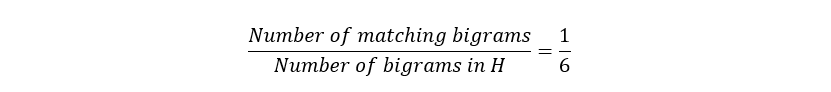 Number of matching bigrams / Number of bigrams in H = 1/6